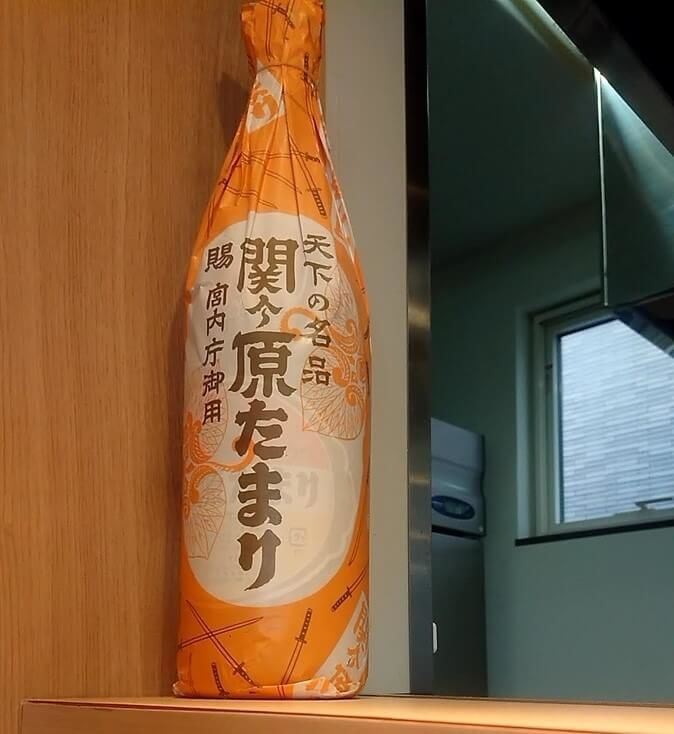 天下の名品
関ヶ原たまり
賜 宮内庁御用